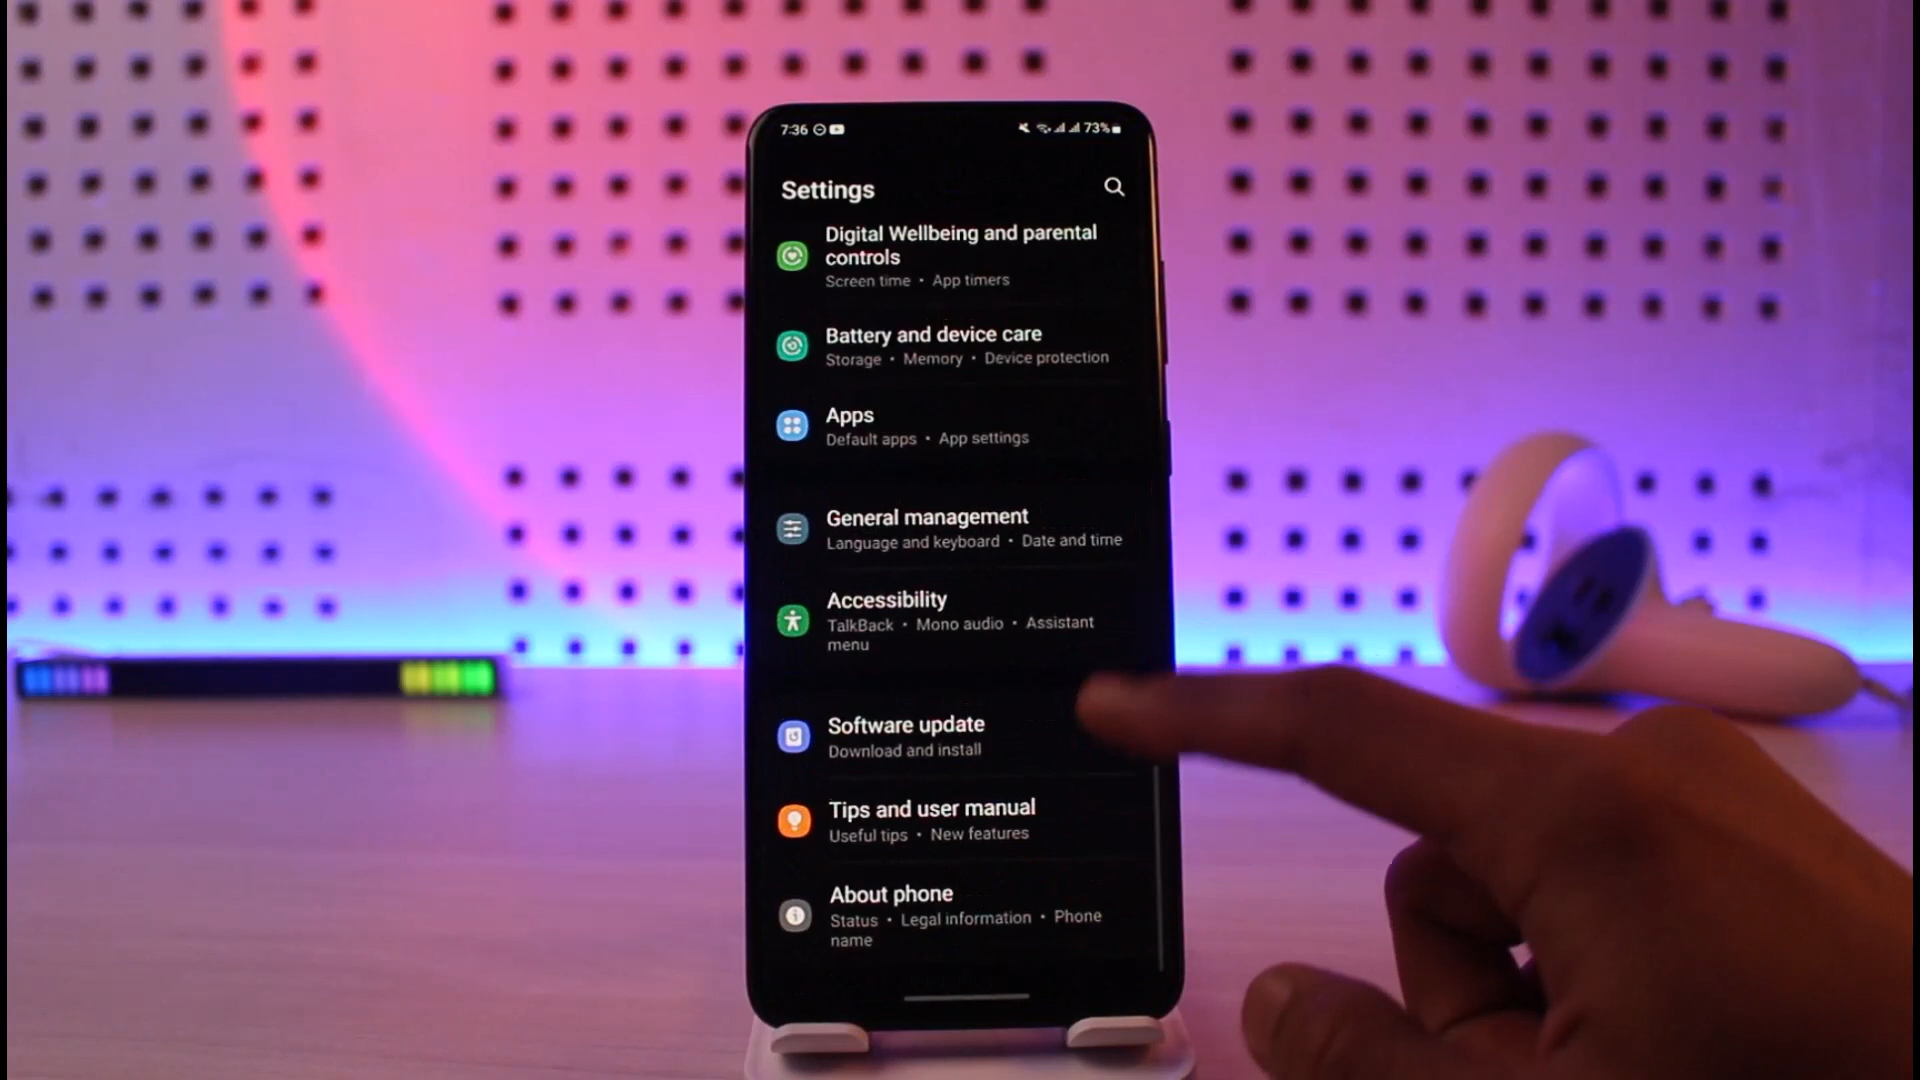 7:36
73%
Settings
Digital Wellbeing and parental
controls
Screen time • App timers
Battery and device care
Storage • Memory • Device protection
Apps
Default apps • App settings
General management
Language and keyboard • Date and time
Accessibility
TalkBack • Mono audio • Assistant
menu
Software update
Download and install
Tips and user manual
Useful tips • New features
About phone
Status • Legal information • Phone
name